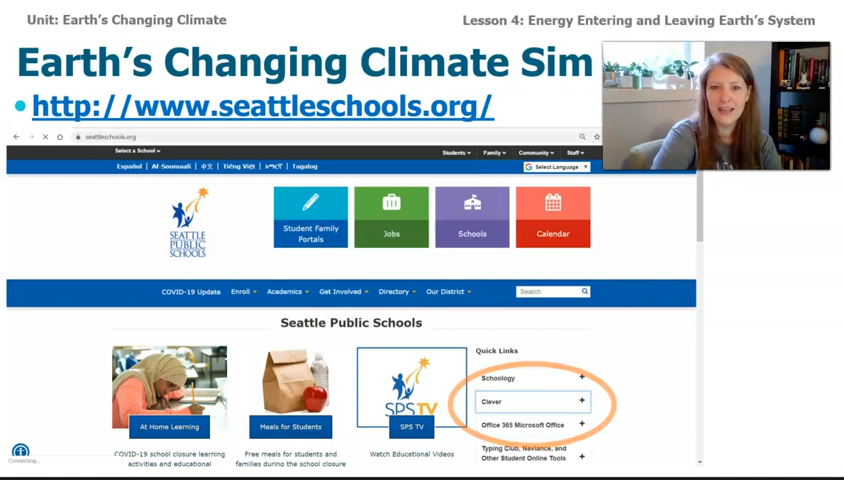 Unit: Earth's Changing Climate
Lesson 4: Energy Entering and Leaving Earth's System
Earth's Changing Climate Sim
• http://www.seattleschools.org/
seattleschools.org
Select a School
Students
Family
Community
Staff
Español | Af-Soomaali | 中文 | Tiếng Việt | አማርኛ | Tagalog
Select Language
SEATTLE
PUBLIC
SCHOOLS
Student Family
Portals
Jobs
Schools
Calendar
COVID-19 Update
Enroll
Academics
Get Involved
Directory
Our District
Search
Seattle Public Schools
Quick Links
Schoology +
Clever +
Office 365 Microsoft Office +
Typing Club, Naviance, and
Other Student Online Tools +
SPS TV
At Home Learning
Meals for Students
SPS TV
COVID-19 school closure learning
activities and educational
Free meals for students and
families during the school closure
Watch Educational Videos
Connecting...